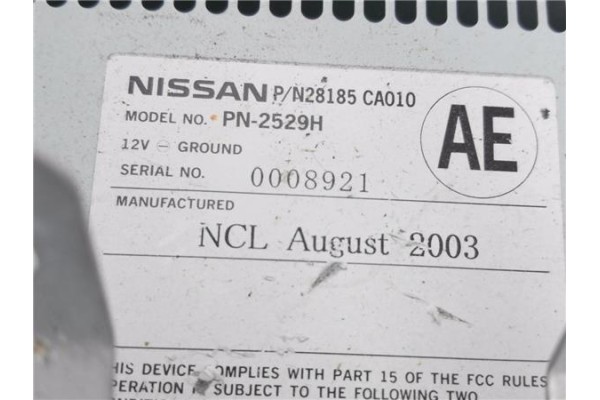 NISSAN P/N28185 CA010
MODEL NO. PN-2529H
AE
12V ⎓ GROUND
SERIAL NO. 0008921
MANUFACTURED
NCL August 2003
HIS DEVICE COMPLIES WITH PART 15 OF THE FCC RULES
PERATION IS SUBJECT TO THE FOLLOWING TWO